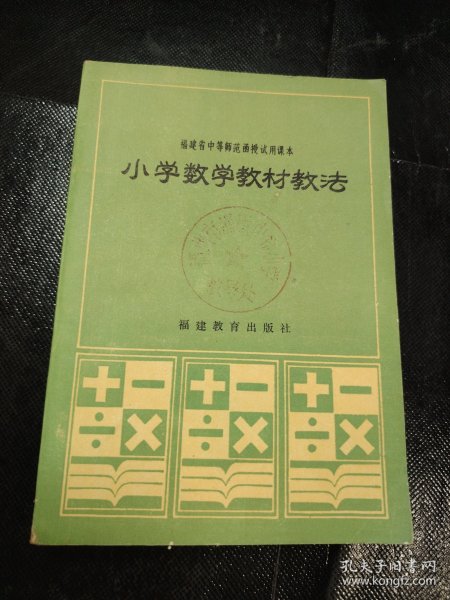 福建省中等师范函授试用课本
小学数学教材教法
福建教育出版社
孔夫子旧书网
www.kongfz.com